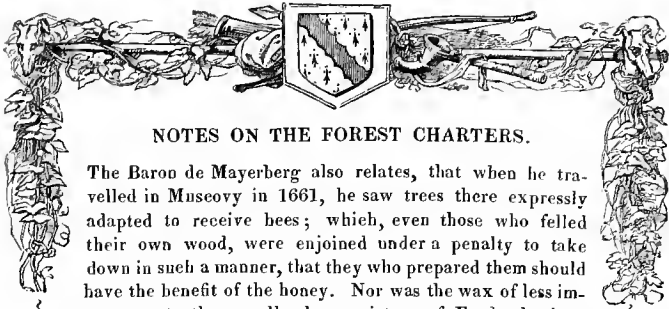 NOTES ON THE FOREST CHARTERS.
The Baron de Mayerberg also relates, that when he tra-
velled in Muscovy in 1661, he saw trees there expressly
adapted to receive bees; which, even those who felled
their own wood, were enjoined under a penalty to take
down in such a manner, that they who prepared them should
have the benefit of the honey. Nor was the wax of less im-